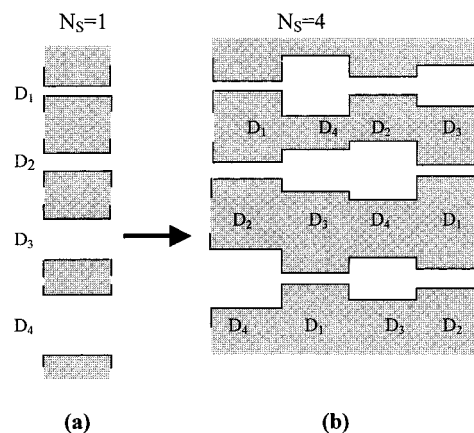 N_S=1
N_S=4
D_1
D_2
D_3
D_4
D_1 D_4 D_2 D_3
D_2 D_3 D_4 D_1
D_4 D_1 D_3 D_2
(a)
(b)